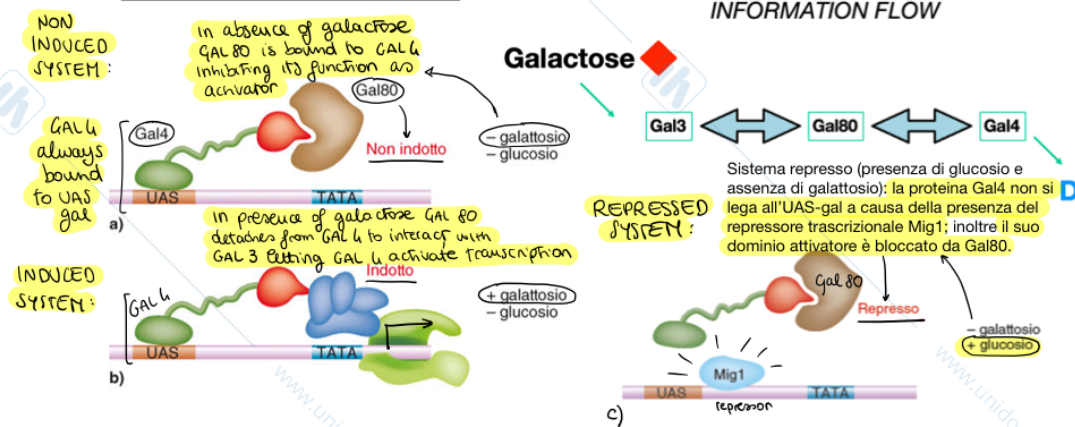 INFORMATION FLOW
NON
INDUCED
SYSTEM:
In absence of galactose
GAL80 is bound to GAL4
inhibiting its function as
activator
Gal80
Gal4
Non indotto
– galattosio
– glucosio
GAL4
always
bound
to UAS
gal
UAS
TATA
a)
In presence of galactose GAL 80
detaches from GAL 4 to interact with
GAL 3 letting GAL 4 activate transcription
INDUCED
SYSTEM:
GAL4
Indotto
+ galattosio
– glucosio
UAS
TATA
b)
Galactose
Gal3
Gal80
Gal4
D
Sistema represso (presenza di glucosio e
assenza di galattosio): la proteina Gal4 non si
lega all'UAS-gal a causa della presenza del
repressore trascrizionale Mig1; inoltre il suo
dominio attivatore è bloccato da Gal80.
REPRESSED
SYSTEM:
Gal 80
Represso
– galattosio
+ glucosio
Mig1
UAS
TATA
repressor
c)
www.uni
www.unido